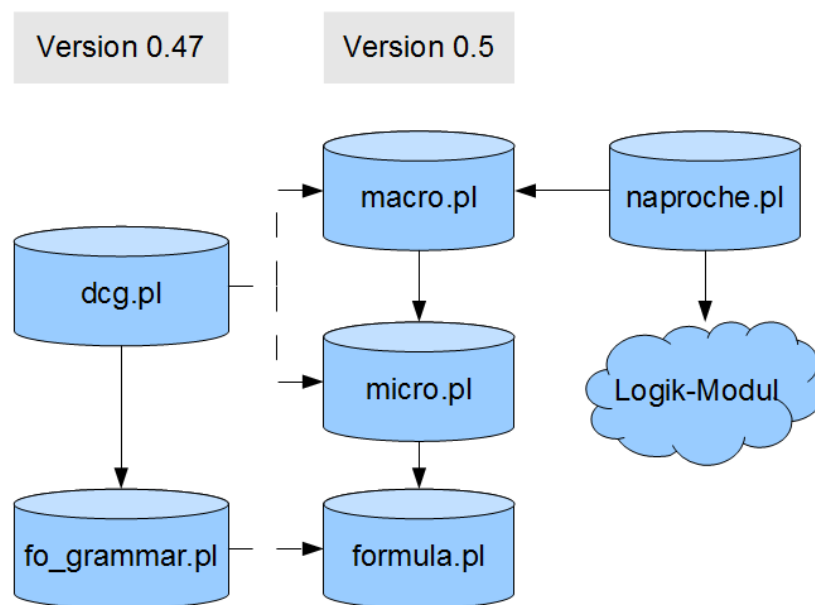 Version 0.47
Version 0.5
macro.pl
naproche.pl
dcg.pl
micro.pl
Logik-Modul
fo_grammar.pl
formula.pl